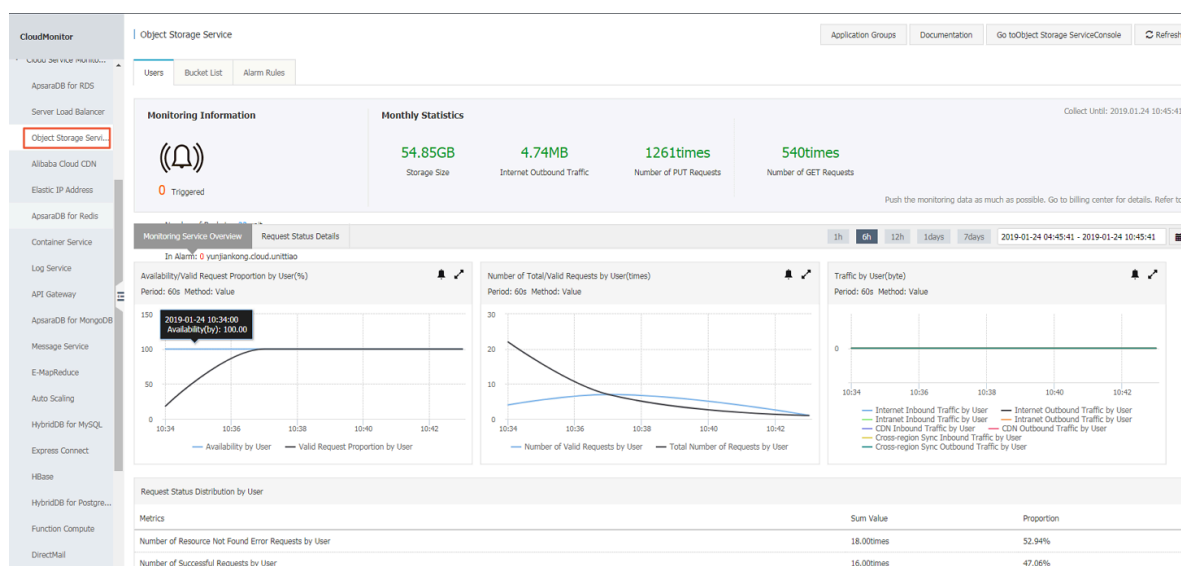 CloudMonitor
Cloud Service Monito...
ApsaraDB for RDS
Server Load Balancer
Object Storage Servi...
Alibaba Cloud CDN
Elastic IP Address
ApsaraDB for Redis
Container Service
Log Service
API Gateway
ApsaraDB for MongoDB
Message Service
E-MapReduce
Auto Scaling
HybridDB for MySQL
Express Connect
HBase
HybridDB for Postgre...
Function Compute
DirectMail
Object Storage Service
Application Groups Documentation Go toObject Storage ServiceConsole Refresh
Users Bucket List Alarm Rules
Monitoring Information
0 Triggered
Monthly Statistics
Collect Until: 2019.01.24 10:45:41
54.85GB 4.74MB 1261times 540times
Storage Size Internet Outbound Traffic Number of PUT Requests Number of GET Requests
Push the monitoring data as much as possible. Go to billing center for details. Refer to
Monitoring Service Overview Request Status Details
1h 6h 12h 1days 7days 2019-01-24 04:45:41 - 2019-01-24 10:45:41
In Alarm: 0 yunjiankong.cloud.unittiao
Availability/Valid Request Proportion by User(%)
Period: 60s Method: Value
150
2019-01-24 10:34:00
Availability(by): 100.00
100
50
0
10:34 10:36 10:38 10:40 10:42
Availability by User Valid Request Proportion by User
Number of Total/Valid Requests by User(times)
Period: 60s Method: Value
30
20
10
0
10:34 10:36 10:38 10:40 10:42
Number of Valid Requests by User Total Number of Requests by User
Traffic by User(byte)
Period: 60s Method: Value
0
10:34 10:36 10:38 10:40 10:42
Internet Inbound Traffic by User Internet Outbound Traffic by User
Intranet Inbound Traffic by User Intranet Outbound Traffic by User
CDN Inbound Traffic by User CDN Outbound Traffic by User
Cross-region Sync Inbound Traffic by User
Cross-region Sync Outbound Traffic by User
Request Status Distribution by User
Metrics Sum Value Proportion
Number of Resource Not Found Error Requests by User 18.00times 52.94%
Number of Successful Requests by User 16.00times 47.06%